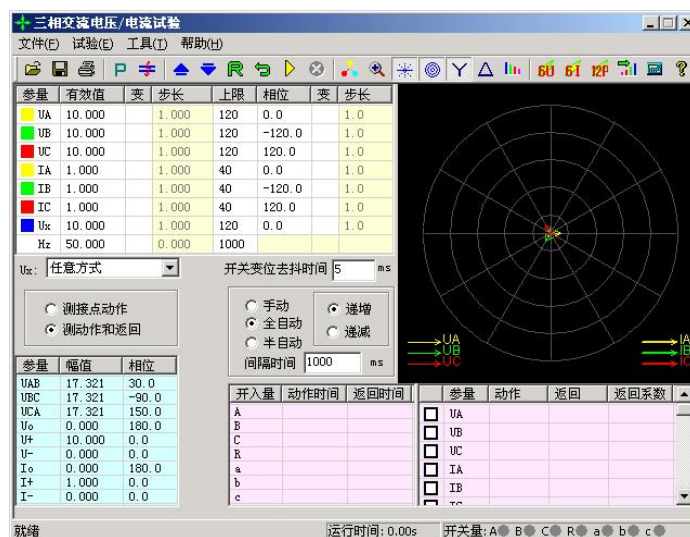 三相交流电压/电流试验
文件(F) 试验(E) 工具(T) 帮助(H)
P R 6U 6I 12P ?
参量 有效值 变 步长 上限 相位 变 步长
UA 10.000 1.000 120 0.0 1.0
UB 10.000 1.000 120 -120.0 1.0
UC 10.000 1.000 120 120.0 1.0
IA 1.000 1.000 40 0.0 1.0
IB 1.000 1.000 40 -120.0 1.0
IC 1.000 1.000 40 120.0 1.0
Ux 10.000 1.000 120 0.0 1.0
Hz 50.000 0.000 1000
Ux: 任意方式 开关变位去抖时间 5 ms
测接点动作
测动作和返回
手动
全自动
半自动
递增
递减
间隔时间 1000 ms
UA
UB
UC
IA
IB
IC
参量 幅值 相位
UAB 17.321 30.0
UBC 17.321 -90.0
UCA 17.321 150.0
Uo 0.000 180.0
U+ 10.000 0.0
U- 0.000 0.0
Io 0.000 180.0
I+ 1.000 0.0
I- 0.000 0.0
开入量 动作时间 返回时间
A
B
C
R
a
b
c
参量 动作 返回 返回系数
UA
UB
UC
IA
IB
就绪 运行时间: 0.00s 开关量: A B C R a b c